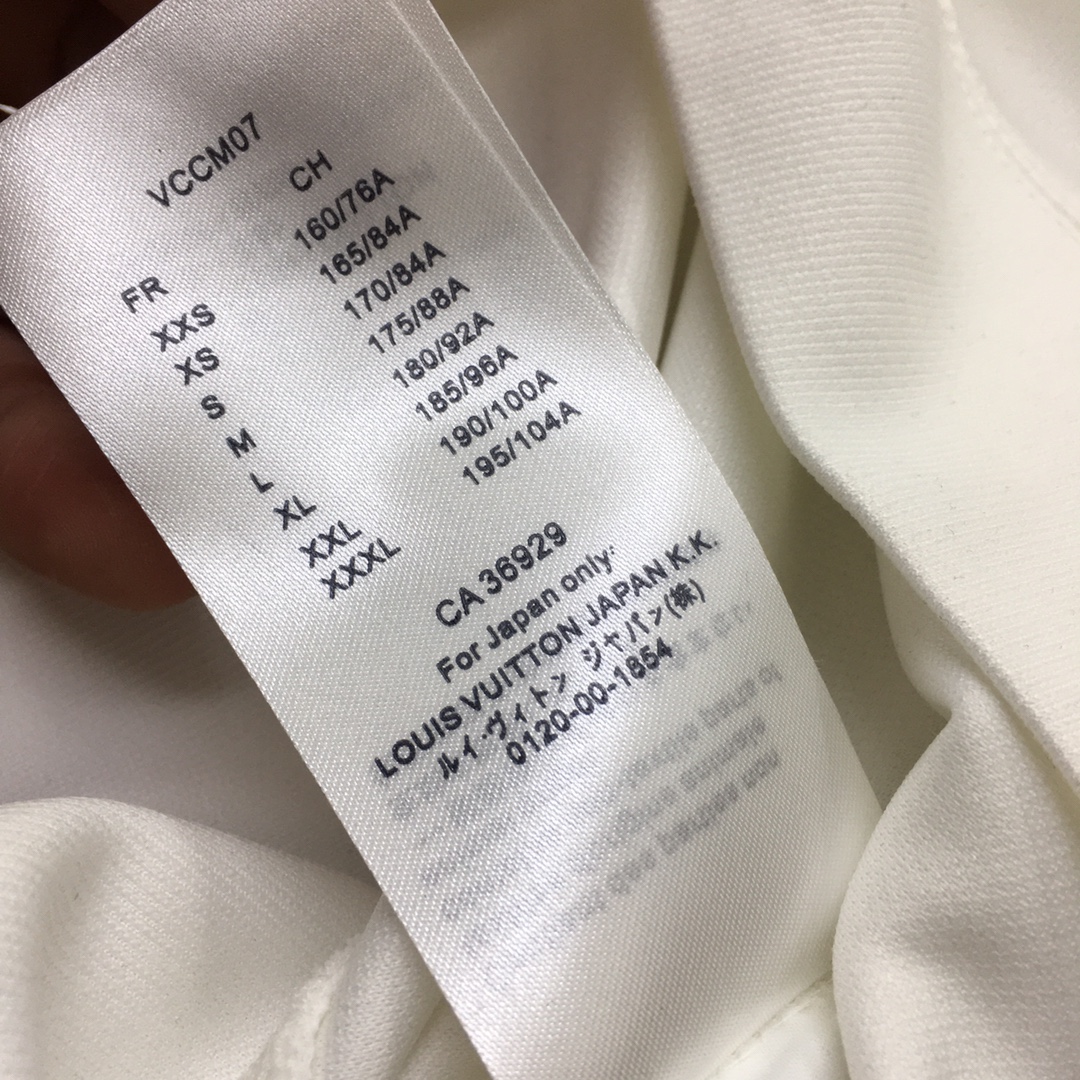 VCCM07
FR CH
XXS 160/76A
XS 165/84A
S 170/84A
M 175/88A
L 180/92A
XL 185/96A
XXL 190/100A
XXXL 195/104A
CA 36929
For Japan only:
LOUIS VUITTON JAPAN K.K.
ルイ・ヴィトン ジャパン(株)
0120-00-1854